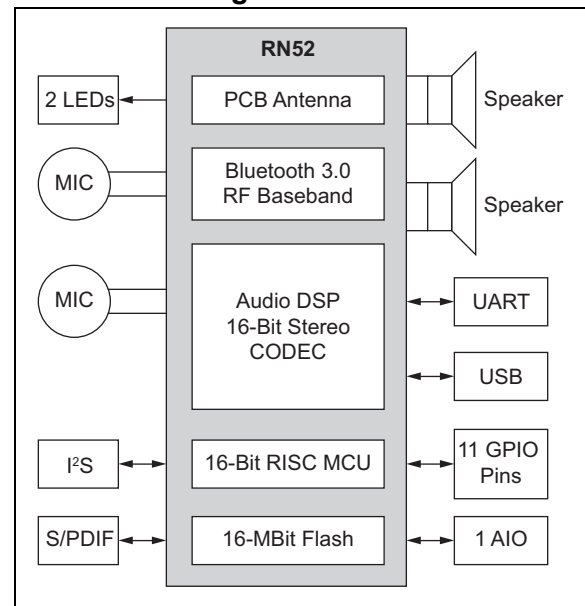 RN52
2 LEDs
PCB Antenna
Speaker
MIC
Bluetooth 3.0
RF Baseband
Speaker
MIC
Audio DSP
16-Bit Stereo
CODEC
UART
USB
I²S
16-Bit RISC MCU
11 GPIO
Pins
S/PDIF
16-MBit Flash
1 AIO